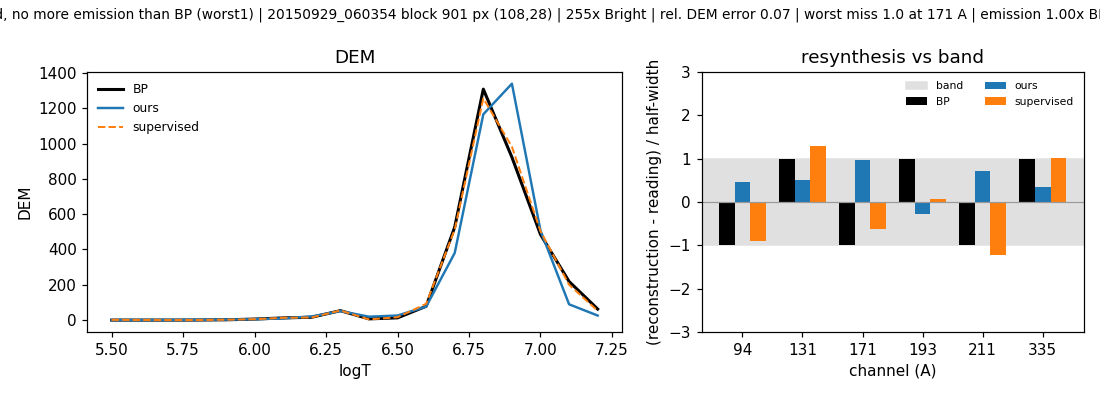 d, no more emission than BP (worst1) | 20150929_060354 block 901 px (108,28) | 255x Bright | rel. DEM error 0.07 | worst miss 1.0 at 171 A | emission 1.00x
DEM
1400
1200
1000
800
600
400
200
0
DEM
BP
ours
supervised
5.50 5.75 6.00 6.25 6.50 6.75 7.00 7.25
logT
resynthesis vs band
3
2
1
0
−1
−2
−3
(reconstruction - reading) / half-width
band ours
BP supervised
94 131 171 193 211 335
channel (A)